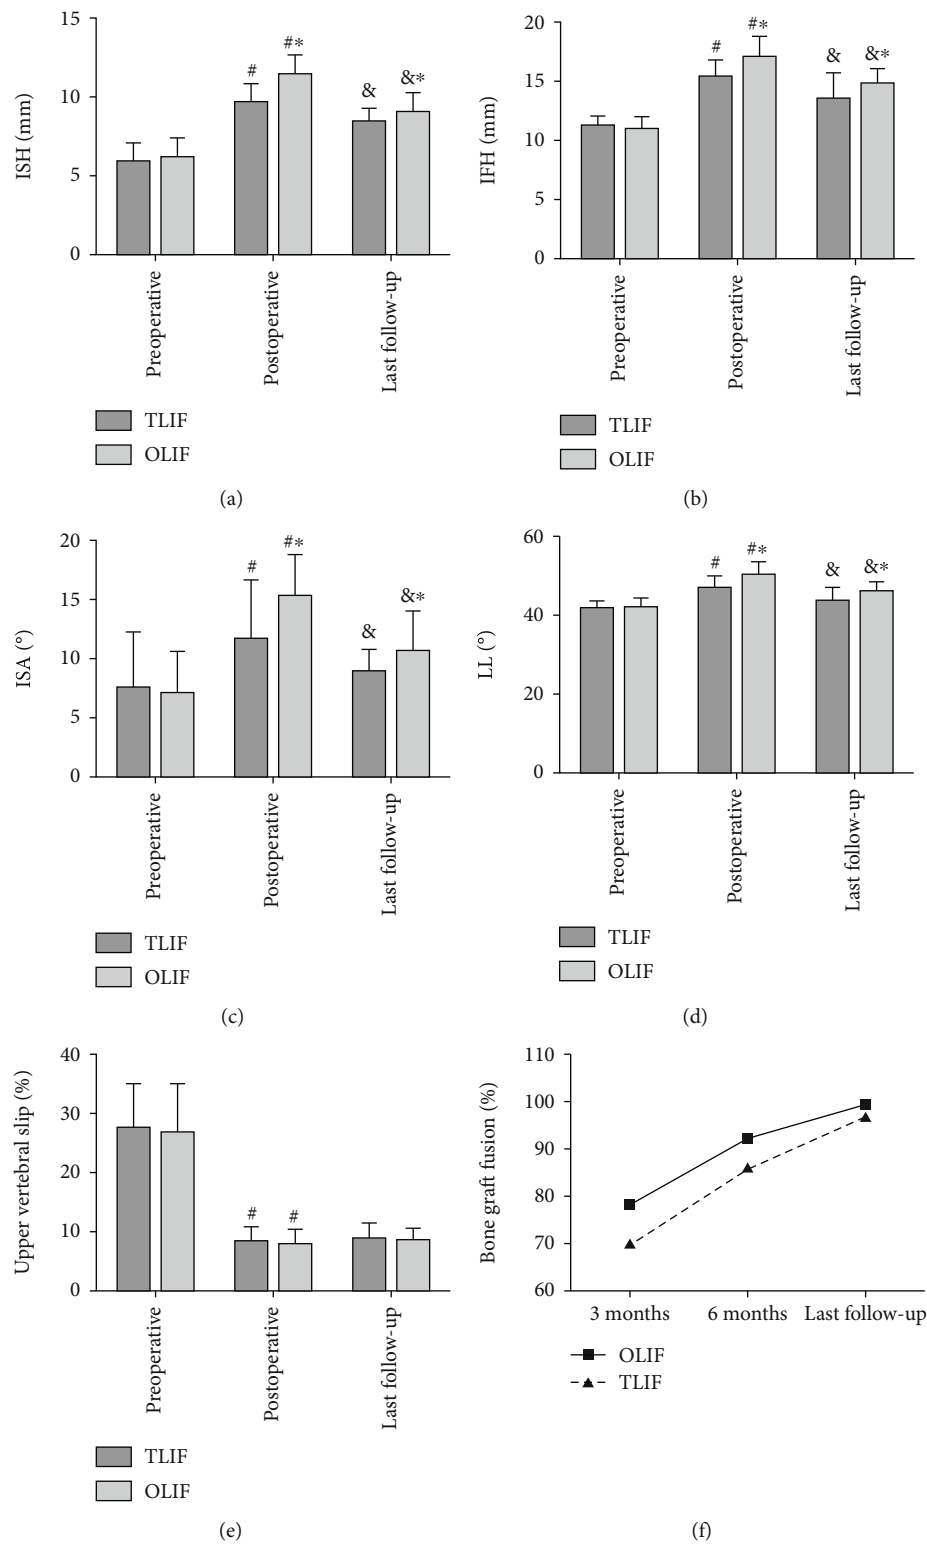 15
10
5
0
ISH (mm)
#
#*
&
&*
Preoperative
Postoperative
Last follow-up
TLIF
OLIF
(a)
20
15
10
5
0
IFH (mm)
#
#*
&
&*
Preoperative
Postoperative
Last follow-up
TLIF
OLIF
(b)
20
15
10
5
0
ISA (°)
#
#*
&
&*
Preoperative
Postoperative
Last follow-up
TLIF
OLIF
(c)
60
40
20
0
LL (°)
#
#*
&
&*
Preoperative
Postoperative
Last follow-up
TLIF
OLIF
(d)
40
30
20
10
0
Upper vertebral slip (%)
#
#
Preoperative
Postoperative
Last follow-up
TLIF
OLIF
(e)
110
100
90
80
70
60
Bone graft fusion (%)
3 months
6 months
Last follow-up
OLIF
TLIF
(f)